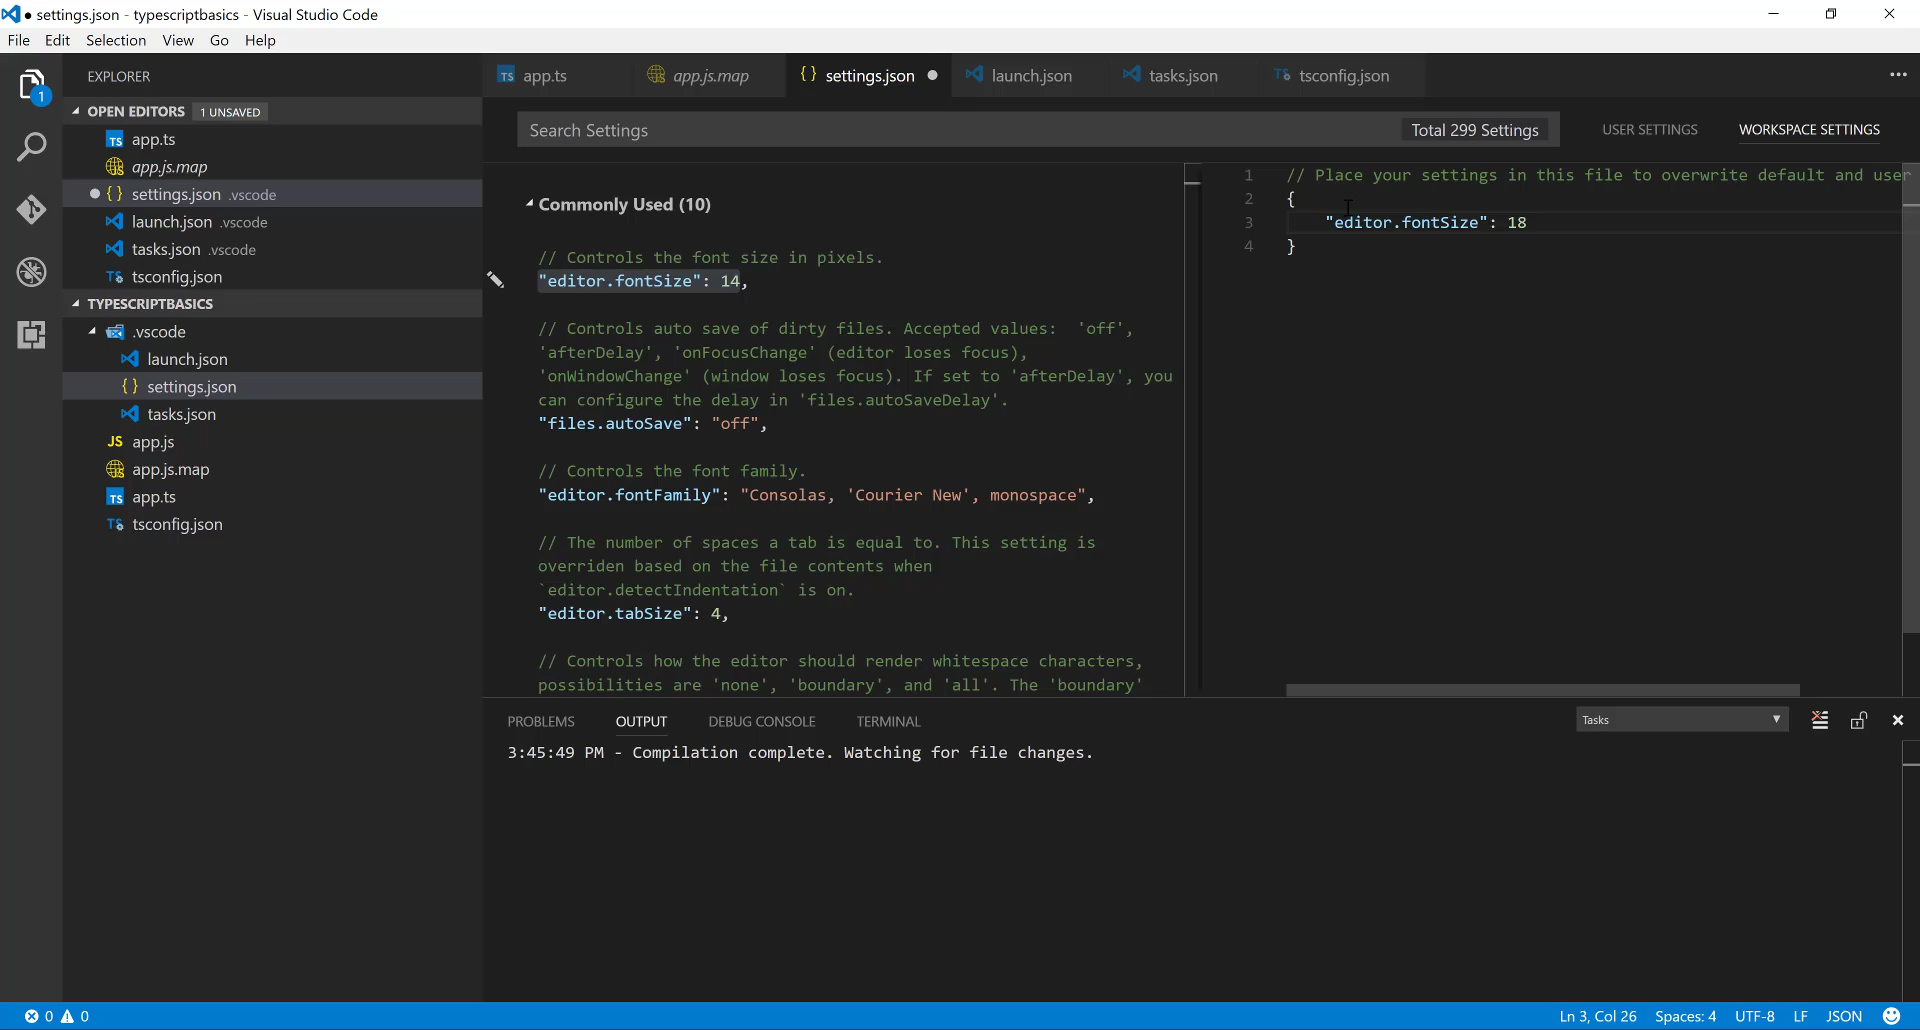 ● settings.json - typescriptbasics - Visual Studio Code
File Edit Selection View Go Help
EXPLORER
1
OPEN EDITORS 1 UNSAVED
TS app.ts
app.js.map
{} settings.json .vscode
launch.json .vscode
tasks.json .vscode
TS tsconfig.json
TYPESCRIPTBASICS
.vscode
launch.json
{} settings.json
tasks.json
JS app.js
app.js.map
TS app.ts
TS tsconfig.json
TS app.ts app.js.map {} settings.json ● launch.json tasks.json TS tsconfig.json
Search Settings Total 299 Settings USER SETTINGS WORKSPACE SETTINGS
Commonly Used (10)
// Controls the font size in pixels.
"editor.fontSize": 14,
// Controls auto save of dirty files. Accepted values:  'off',
'afterDelay', 'onFocusChange' (editor loses focus),
'onWindowChange' (window loses focus). If set to 'afterDelay', you
can configure the delay in 'files.autoSaveDelay'.
"files.autoSave": "off",
// Controls the font family.
"editor.fontFamily": "Consolas, 'Courier New', monospace",
// The number of spaces a tab is equal to. This setting is
overriden based on the file contents when
`editor.detectIndentation` is on.
"editor.tabSize": 4,
// Controls how the editor should render whitespace characters,
possibilities are 'none', 'boundary', and 'all'. The 'boundary'
1 // Place your settings in this file to overwrite default and user
2 {
3 "editor.fontSize": 18
4 }
PROBLEMS OUTPUT DEBUG CONSOLE TERMINAL Tasks
3:45:49 PM - Compilation complete. Watching for file changes.
0 0 Ln 3, Col 26 Spaces: 4 UTF-8 LF JSON